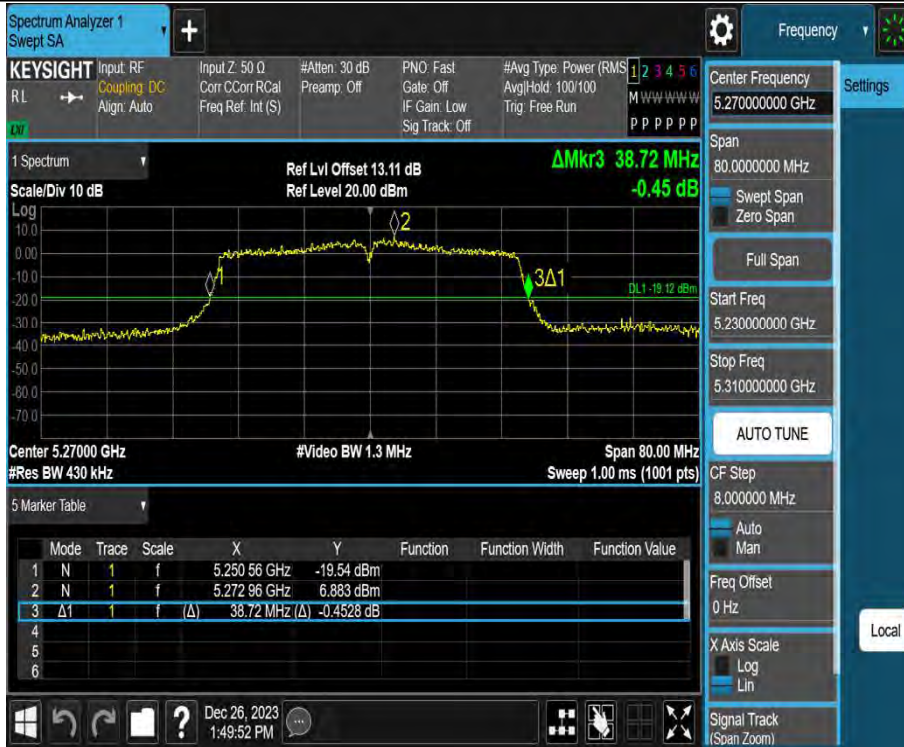 Spectrum Analyzer 1
Swept SA
+
Frequency
KEYSIGHT
RL
Input: RF
Coupling: DC
Align: Auto
Input Z: 50 Ω
Corr CCorr RCal
Freq Ref: Int (S)
#Atten: 30 dB
Preamp: Off
PNO: Fast
Gate: Off
IF Gain: Low
Sig Track: Off
#Avg Type: Power (RMS
Avg|Hold: 100/100
Trig: Free Run
1 2 3 4 5 6
M W W W W W
P P P P P P
LXI
1 Spectrum
Scale/Div 10 dB
Ref Lvl Offset 13.11 dB
Ref Level 20.00 dBm
ΔMkr3 38.72 MHz
-0.45 dB
Log
10.0
0.00
-10.0
-20.0
-30.0
-40.0
-50.0
-60.0
-70.0
2
1
3Δ1
DL1 -19.12 dBm
Center 5.27000 GHz
#Video BW 1.3 MHz
Span 80.00 MHz
#Res BW 430 kHz
Sweep 1.00 ms (1001 pts)
5 Marker Table
Mode Trace Scale X Y Function Function Width Function Value
1 N 1 f 5.250 56 GHz -19.54 dBm
2 N 1 f 5.272 96 GHz 6.883 dBm
3 Δ1 1 f (Δ) 38.72 MHz (Δ) -0.4528 dB
4
5
6
?
Dec 26, 2023
1:49:52 PM
Center Frequency
5.270000000 GHz
Settings
Span
80.0000000 MHz
Swept Span
Zero Span
Full Span
Start Freq
5.230000000 GHz
Stop Freq
5.310000000 GHz
AUTO TUNE
CF Step
8.000000 MHz
Auto
Man
Freq Offset
0 Hz
Local
X Axis Scale
Log
Lin
Signal Track
(Span Zoom)